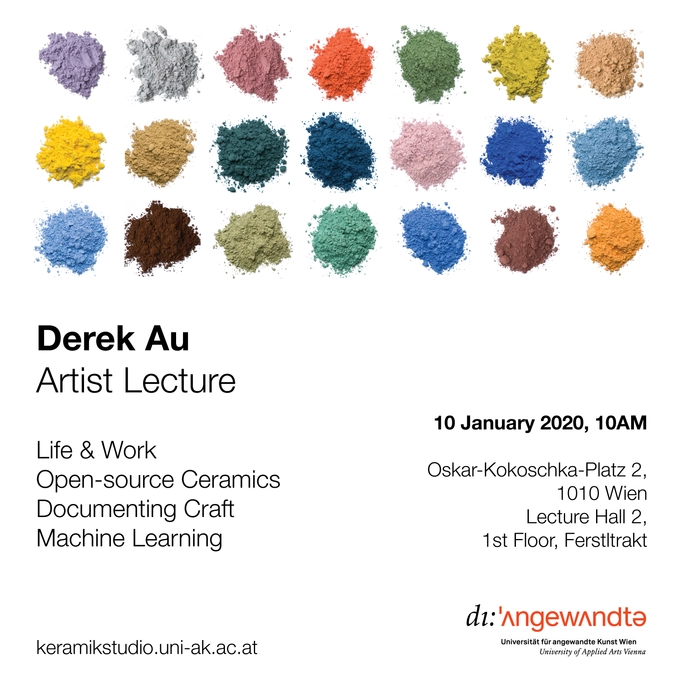 Derek Au
Artist Lecture
Life & Work
Open-source Ceramics
Documenting Craft
Machine Learning
10 January 2020, 10AM
Oskar-Kokoschka-Platz 2,
1010 Wien
Lecture Hall 2,
1st Floor, Ferstltrakt
dı:'ʌngewʌndtə
Universität für angewandte Kunst Wien
University of Applied Arts Vienna
keramikstudio.uni-ak.ac.at